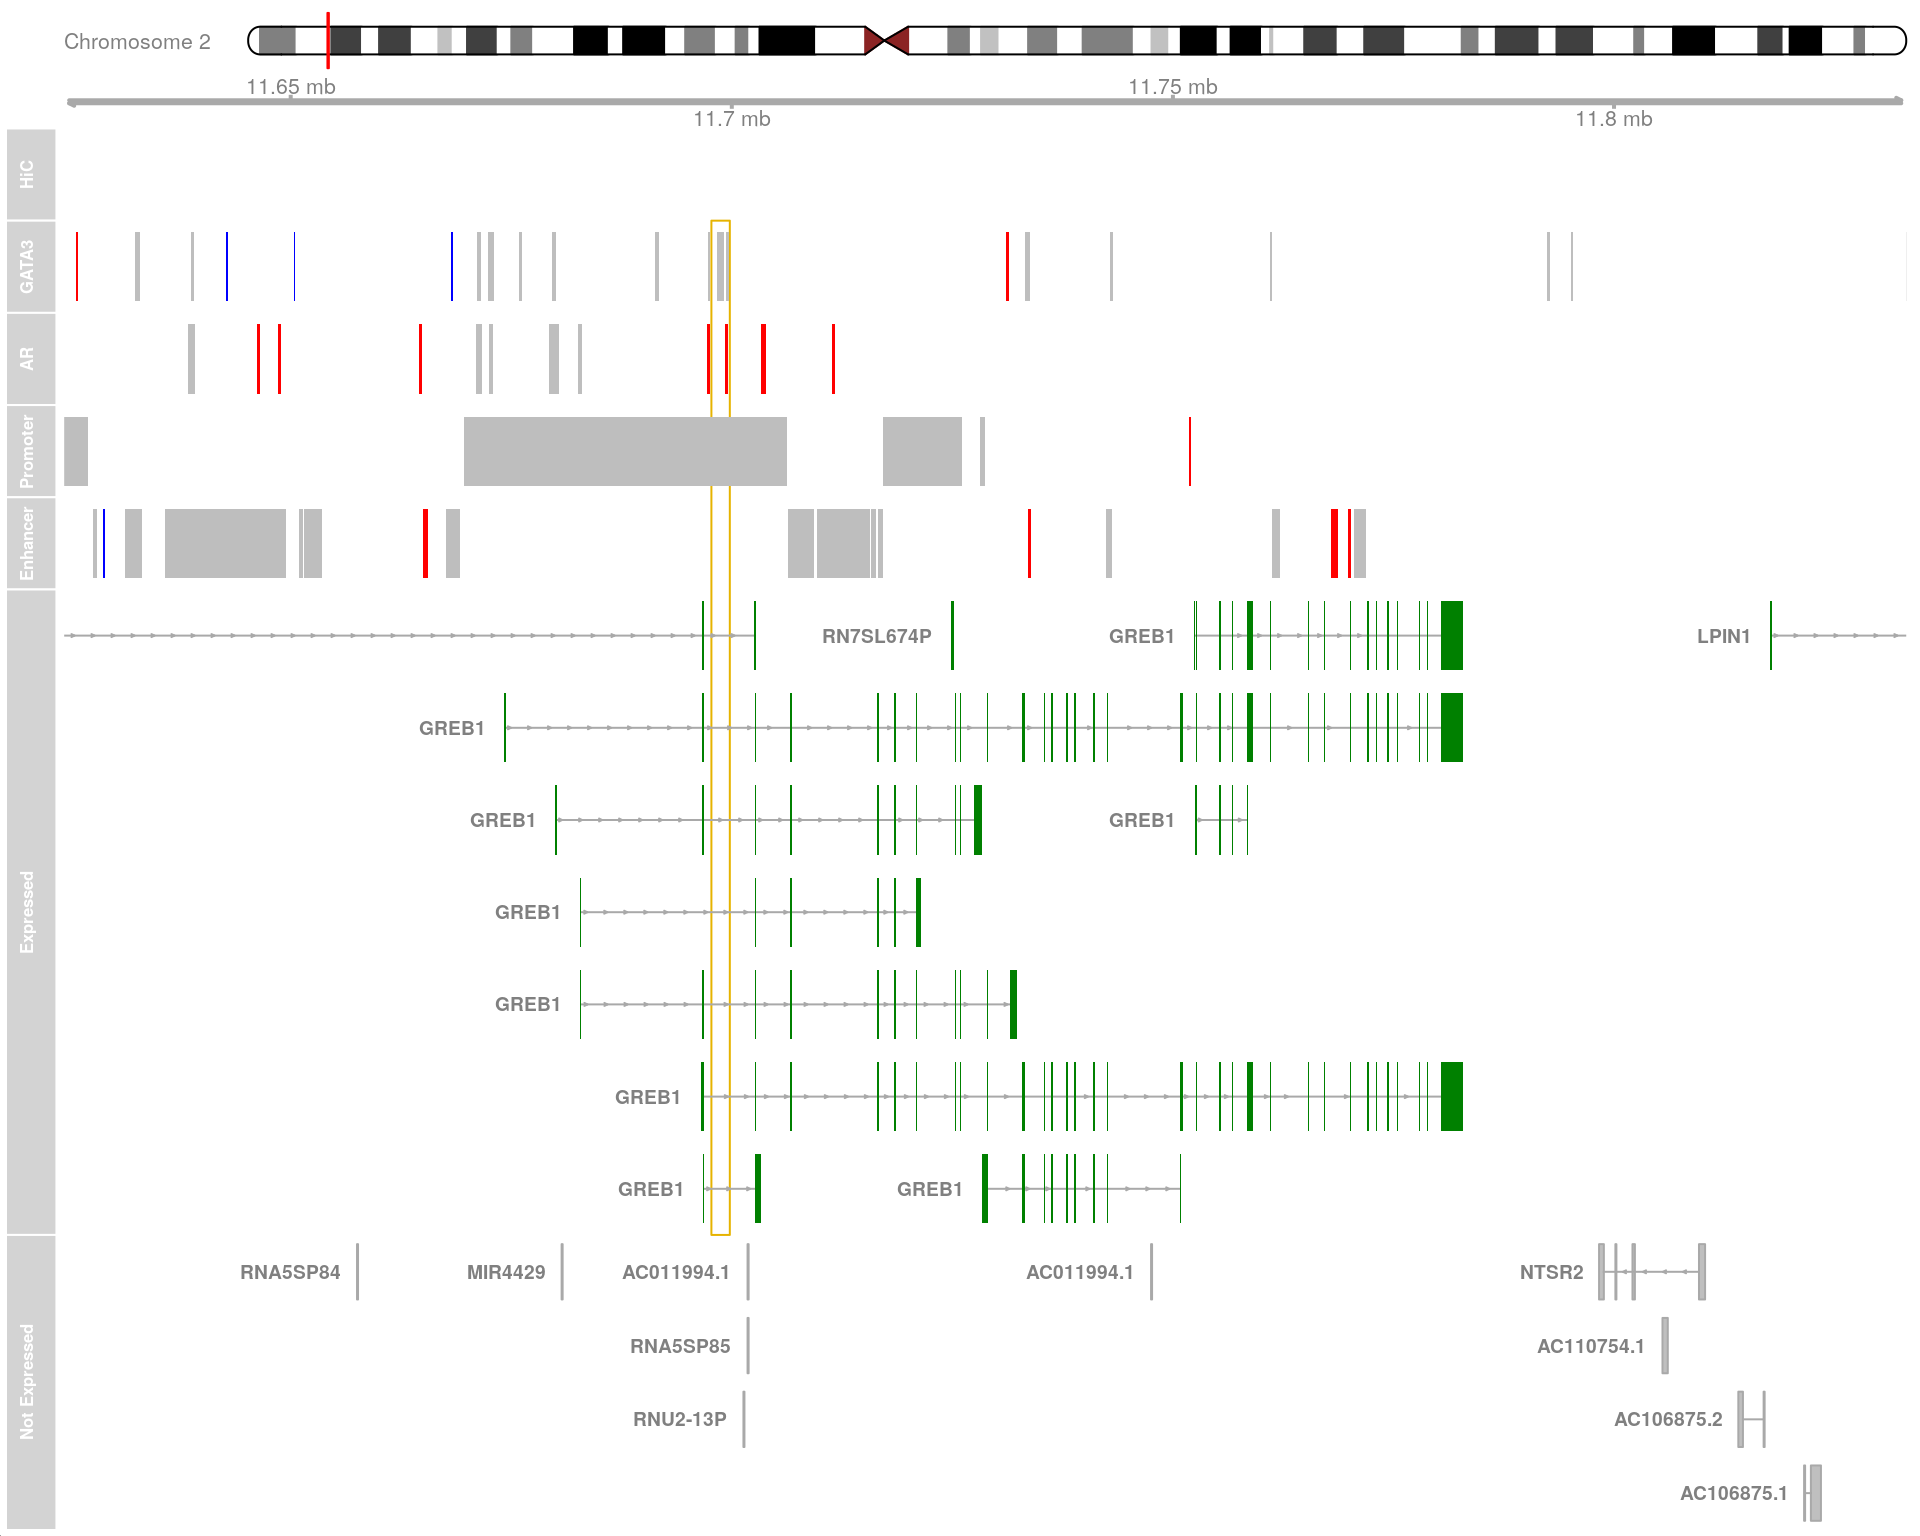 Chromosome 2
11.65 mb
11.75 mb
11.7 mb
11.8 mb
HiC
GATA3
AR
Promoter
Enhancer
Expressed
RN7SL674P
GREB1
LPIN1
GREB1
GREB1
GREB1
GREB1
GREB1
GREB1
GREB1
GREB1
Not Expressed
RNA5SP84
MIR4429
AC011994.1
AC011994.1
NTSR2
RNA5SP85
AC110754.1
RNU2-13P
AC106875.2
AC106875.1